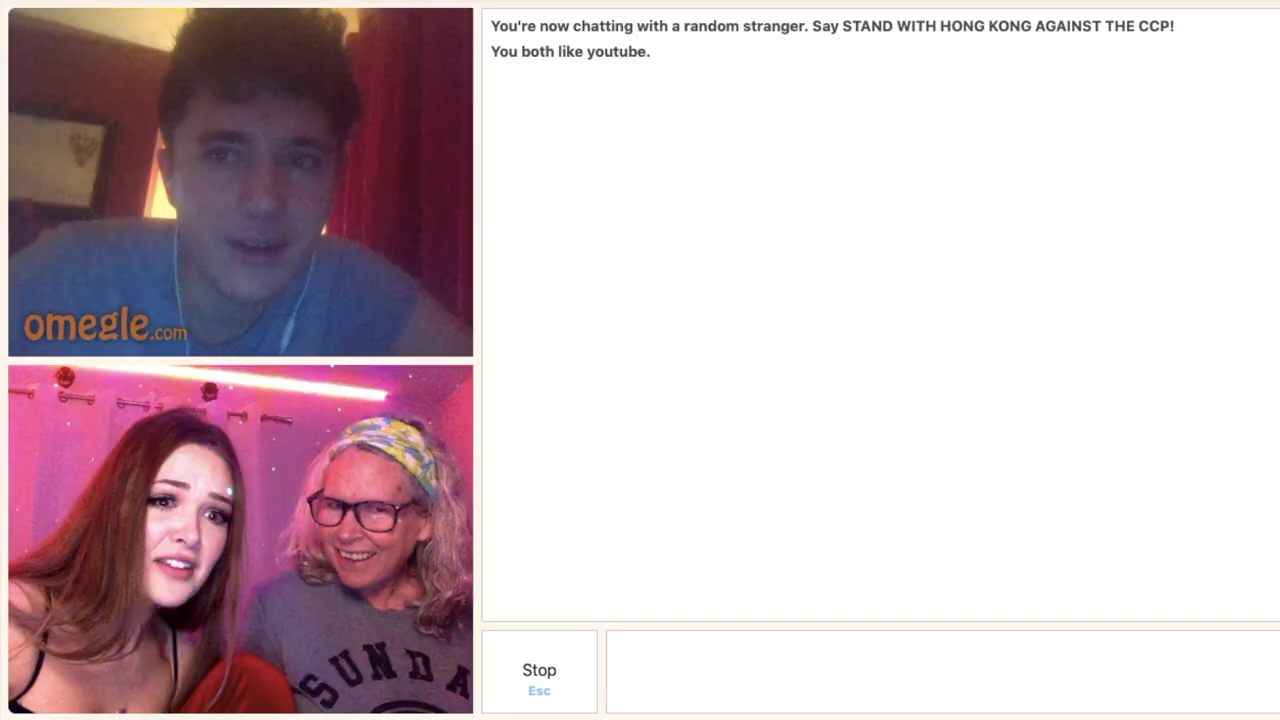 You're now chatting with a random stranger. Say STAND WITH HONG KONG AGAINST THE CCP!
You both like youtube.
omegle.com
SUNDA
Stop
Esc